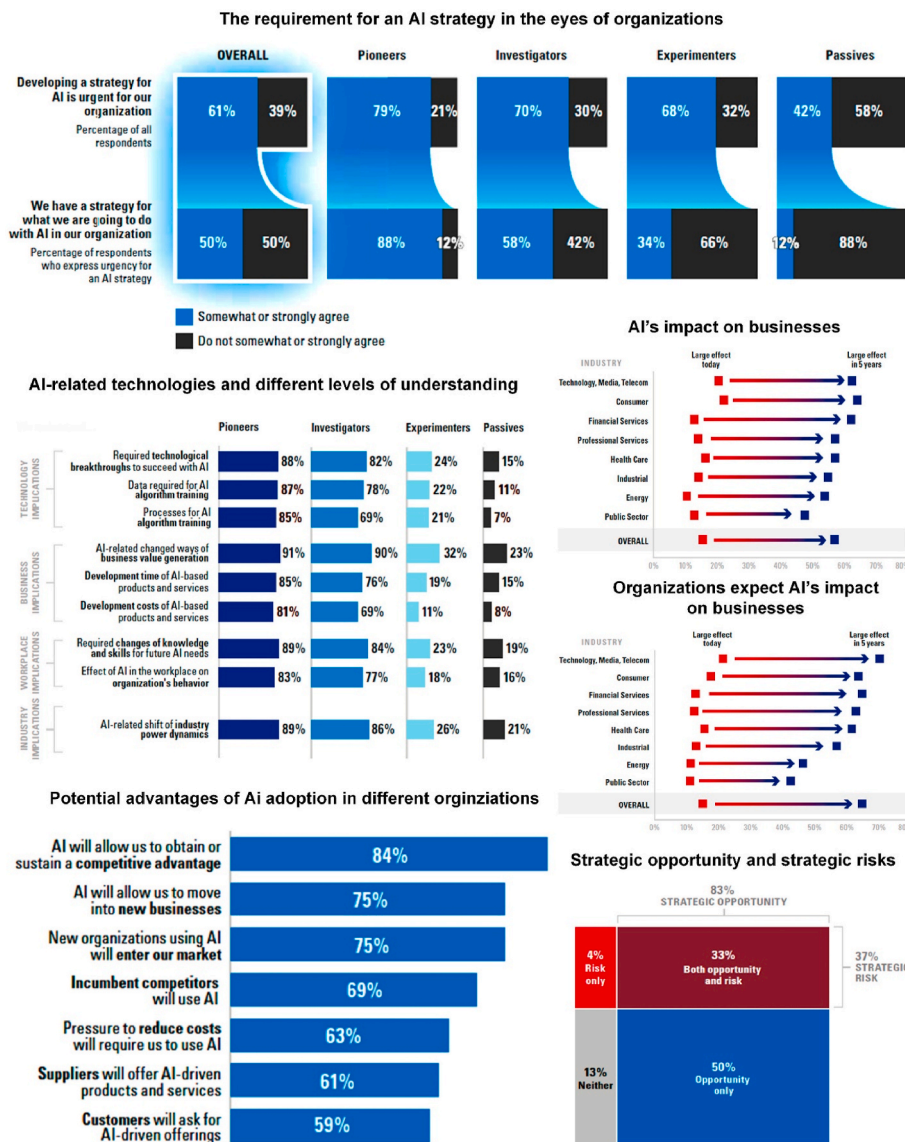 The requirement for an AI strategy in the eyes of organizations
OVERALL Pioneers Investigators Experimenters Passives
Developing a strategy for
AI is urgent for our
organization
Percentage of all
respondents
61% 39% 79% 21% 70% 30% 68% 32% 42% 58%
We have a strategy for
what we are going to do
with AI in our organization
Percentage of respondents
who express urgency for
an AI strategy
50% 50% 88% 12% 58% 42% 34% 66% 12% 88%
Somewhat or strongly agree
Do not somewhat or strongly agree
AI-related technologies and different levels of understanding
Pioneers Investigators Experimenters Passives
TECHNOLOGY
IMPLICATIONS
Required technological
breakthroughs to succeed with AI
88% 82% 24% 15%
Data required for AI
algorithm training
87% 78% 22% 11%
Processes for AI
algorithm training
85% 69% 21% 7%
BUSINESS
IMPLICATIONS
AI-related changed ways of
business value generation
91% 90% 32% 23%
Development time of AI-based
products and services
85% 76% 19% 15%
Development costs of AI-based
products and services
81% 69% 11% 8%
WORKPLACE
IMPLICATIONS
Required changes of knowledge
and skills for future AI needs
89% 84% 23% 19%
Effect of AI in the workplace on
organization's behavior
83% 77% 18% 16%
INDUSTRY
IMPLICATIONS
AI-related shift of industry
power dynamics
89% 86% 26% 21%
AI's impact on businesses
INDUSTRY
Large effect
today
Large effect
in 5 years
Technology, Media, Telecom
Consumer
Financial Services
Professional Services
Health Care
Industrial
Energy
Public Sector
OVERALL
0% 10% 20% 30% 40% 50% 60% 70% 80%
Organizations expect AI's impact
on businesses
INDUSTRY
Large effect
today
Large effect
in 5 years
Technology, Media, Telecom
Consumer
Financial Services
Professional Services
Health Care
Industrial
Energy
Public Sector
OVERALL
0% 10% 20% 30% 40% 50% 60% 70% 80%
Potential advantages of Ai adoption in different orginziations
AI will allow us to obtain or
sustain a competitive advantage
84%
AI will allow us to move
into new businesses
75%
New organizations using AI
will enter our market
75%
Incumbent competitors
will use AI
69%
Pressure to reduce costs
will require us to use AI
63%
Suppliers will offer AI-driven
products and services
61%
Customers will ask for
AI-driven offerings
59%
Strategic opportunity and strategic risks
83%
STRATEGIC OPPORTUNITY
4%
Risk
only
33%
Both opportunity
and risk
37%
STRATEGIC
RISK
13%
Neither
50%
Opportunity
only